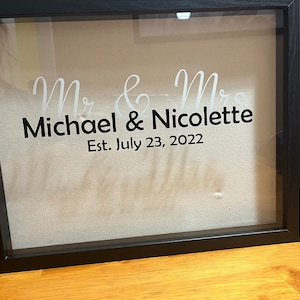 Mr & Mrs
Michael & Nicolette
Est. July 23, 2022